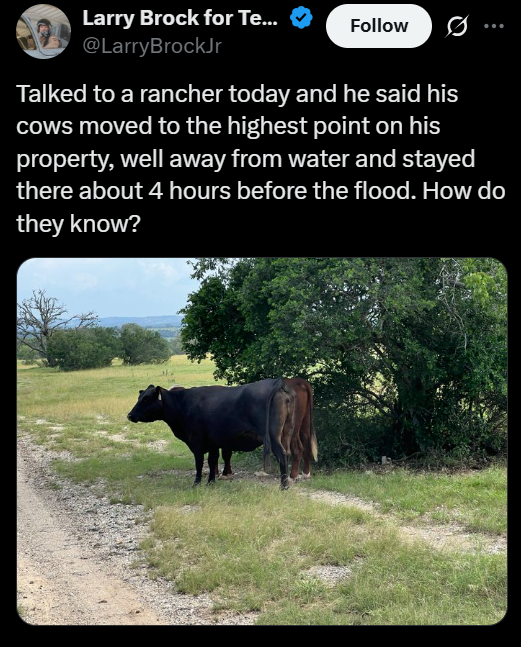 Larry Brock for Te...
Follow
@LarryBrockJr
Talked to a rancher today and he said his
cows moved to the highest point on his
property, well away from water and stayed
there about 4 hours before the flood. How do
they know?